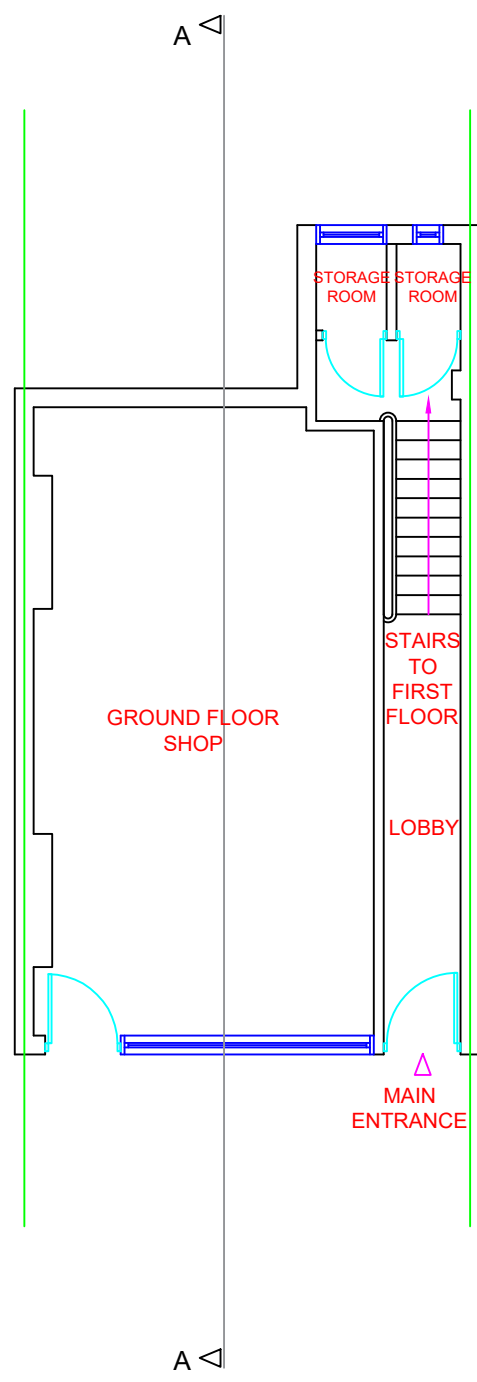 A
STORAGE
ROOM
STORAGE
ROOM
STAIRS
TO
FIRST
FLOOR
GROUND FLOOR
SHOP
LOBBY
MAIN
ENTRANCE
A